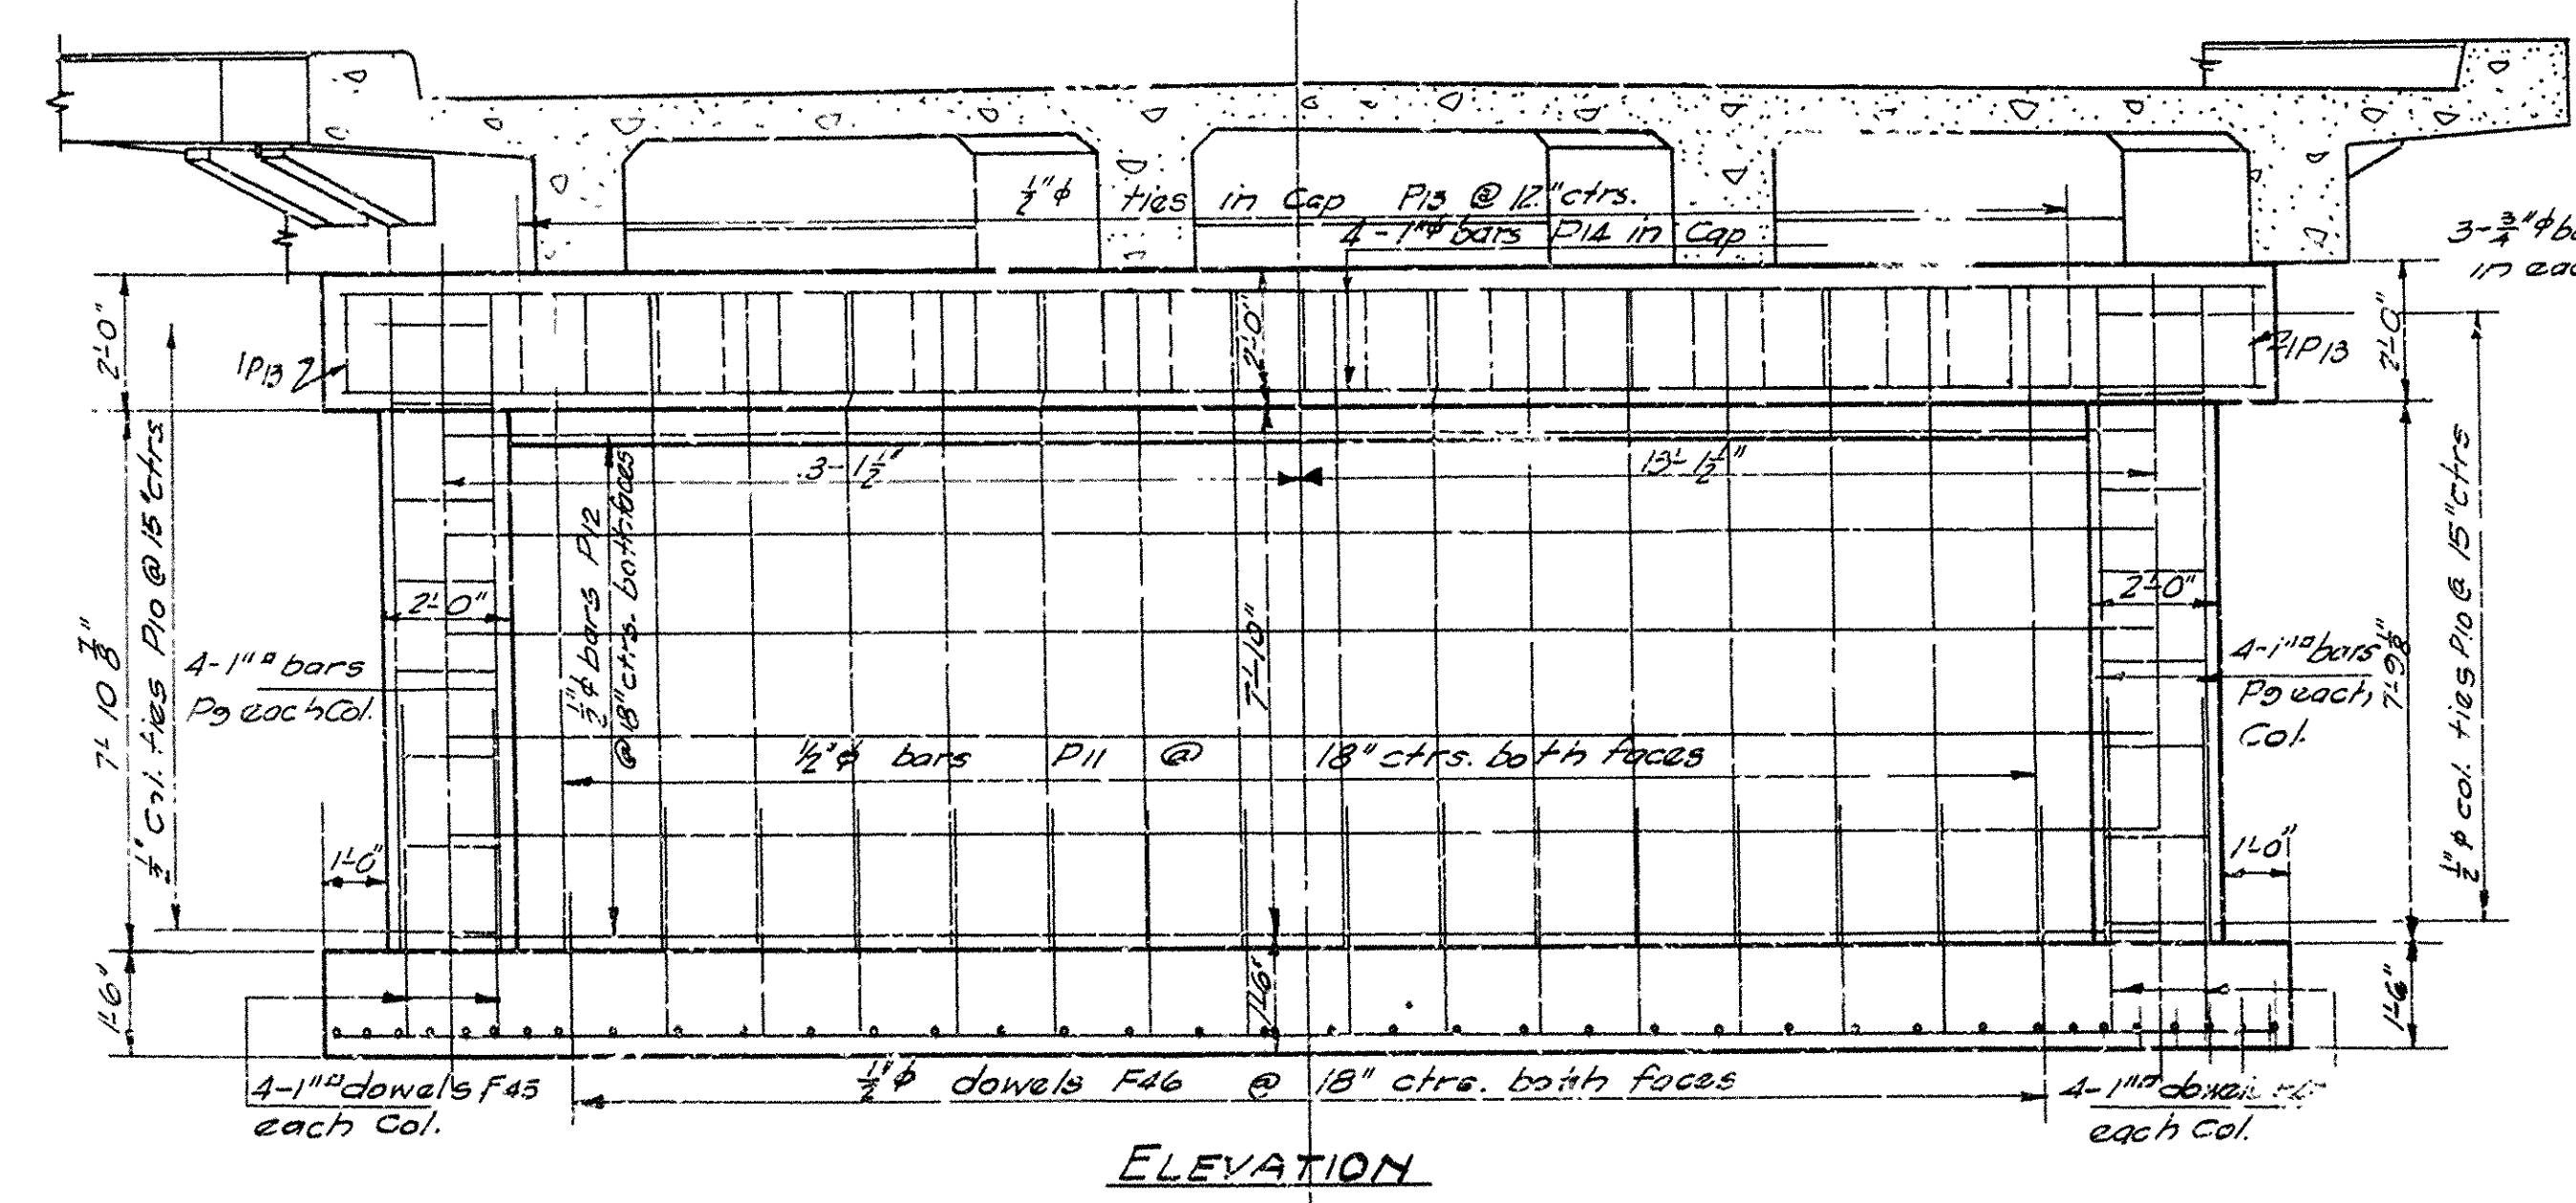 ½"φ ties in Cap P13 @ 12"ctrs.
4-1"φ bars P14 in Cap
3-¾"φ
in
2'-0"
1P13
2'-0"
1P13
2'-0"
3-1½"
13'-1½"
½"φ bars P12
@ 18"ctrs. both faces
ties P10 @ 15"ctrs
7'-10⅞"
2'-0"
4-1"▫ bars
P9 each Col.
7'-10"
2'-0"
4-1"▫ bars
P9 each
Col.
7'-9⅛"
½"φ col. ties P10 @ 15"ctrs
½"φ bars P11 @ 18"ctrs. both faces
1'-0"
1'-0"
1'-6"
1'-6"
1'-6"
4-1"▫ dowels
each Col.
½"φ dowels F46 @ 18" ctrs. both faces
4-1"▫
each Col.
ELEVATION